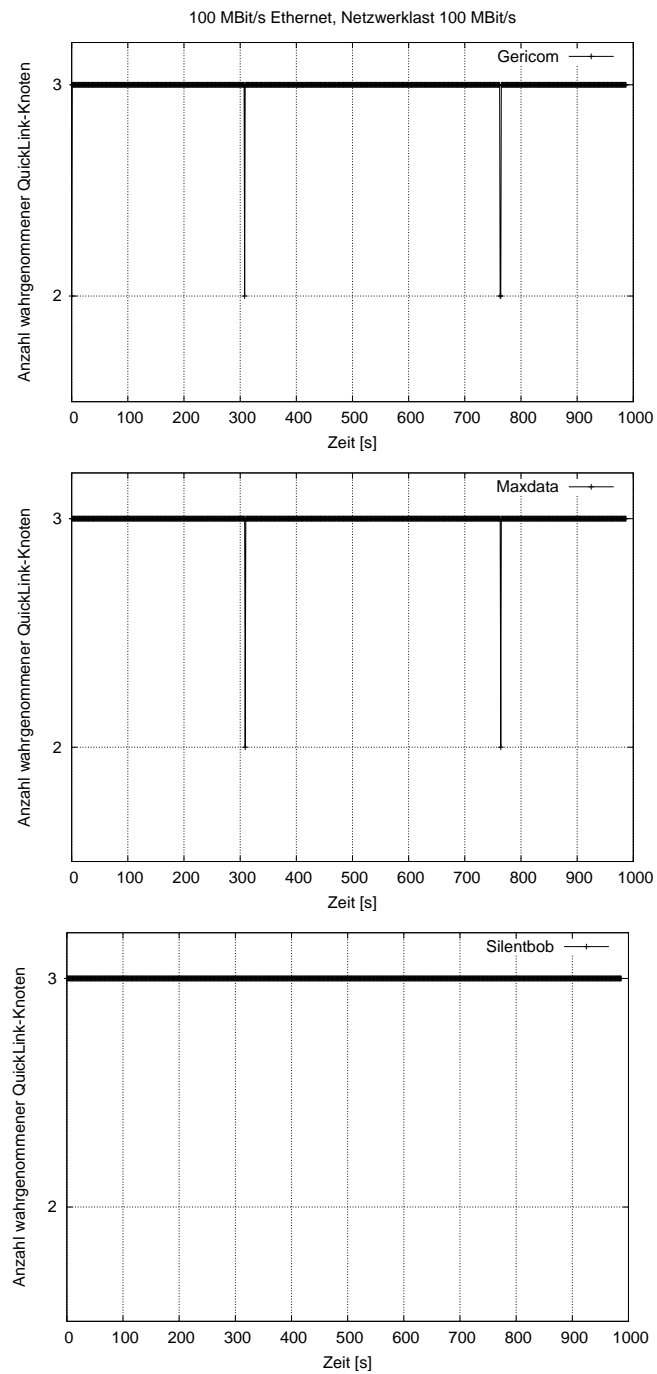 100 MBit/s Ethernet, Netzwerklast 100 MBit/s
Gericom
Anzahl wahrgenommener QuickLink-Knoten
3
2
0 100 200 300 400 500 600 700 800 900 1000
Zeit [s]
Maxdata
Anzahl wahrgenommener QuickLink-Knoten
3
2
0 100 200 300 400 500 600 700 800 900 1000
Zeit [s]
Silentbob
Anzahl wahrgenommener QuickLink-Knoten
3
2
0 100 200 300 400 500 600 700 800 900 1000
Zeit [s]